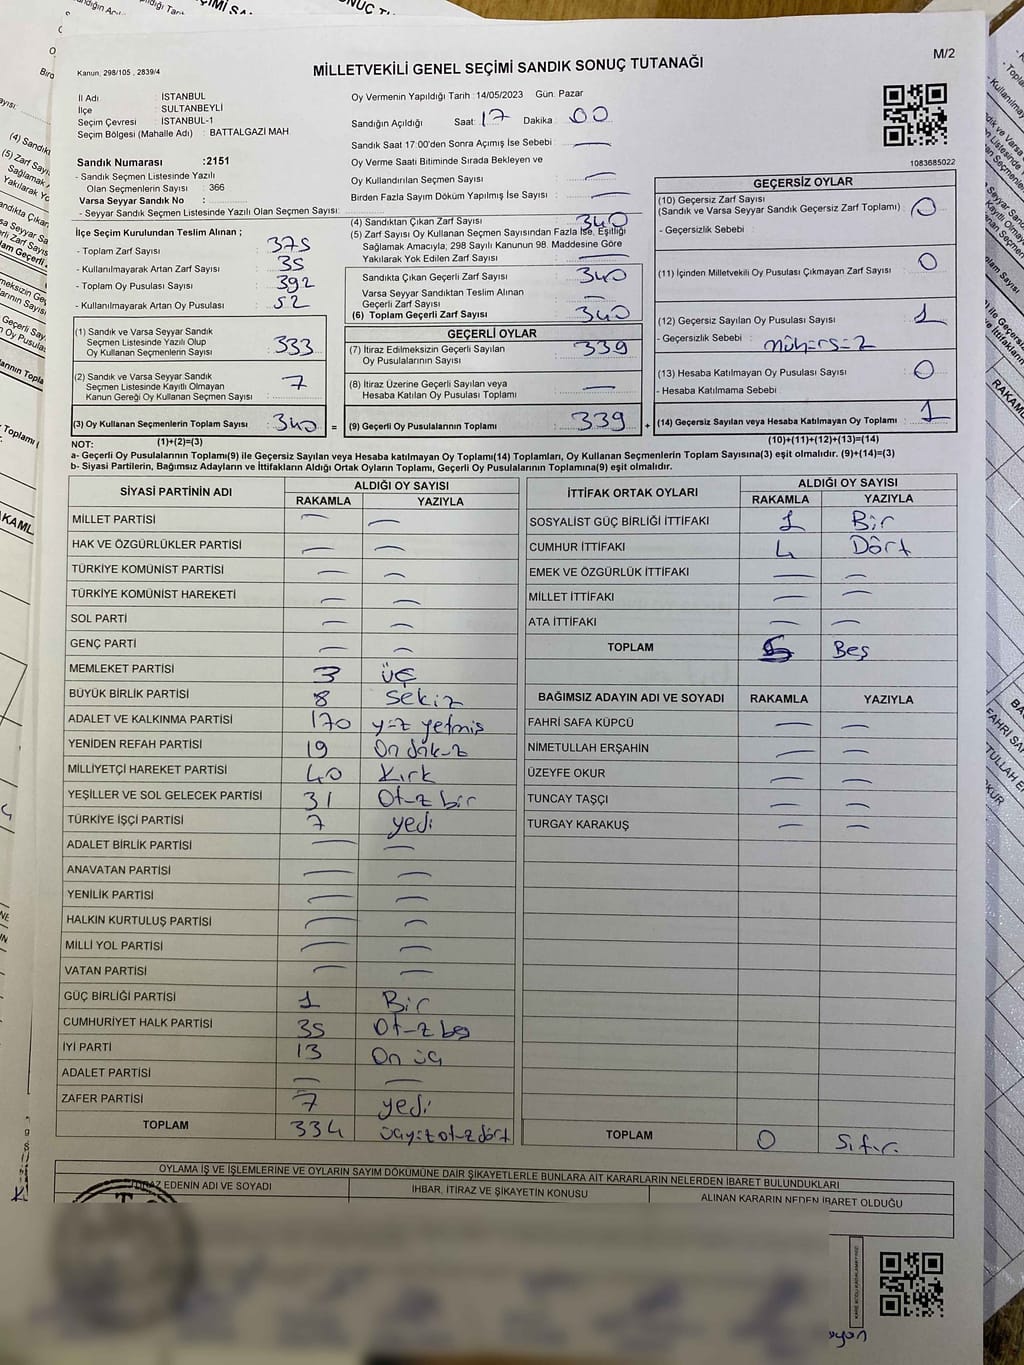 M/2
Kanun, 298/105 , 2839/4
MİLLETVEKİLİ GENEL SEÇİMİ SANDIK SONUÇ TUTANAĞI
İl Adı : İSTANBUL
İlçe : SULTANBEYLİ
Seçim Çevresi : İSTANBUL-1
Seçim Bölgesi (Mahalle Adı) : BATTALGAZİ MAH.
Sandık Numarası :2151
- Sandık Seçmen Listesinde Yazılı
Olan Seçmenlerin Sayısı : 366
Varsa Seyyar Sandık No :
- Seyyar Sandık Seçmen Listesinde Yazılı Olan Seçmen Sayısı:
Oy Vermenin Yapıldığı Tarih : 14/05/2023 Gün: Pazar
Sandığın Açıldığı Saat: 17 Dakika : 00
Sandık Saat 17:00'den Sonra Açımış İse Sebebi : —
Oy Verme Saati Bitiminde Sırada Bekleyen ve
Oy Kullandırılan Seçmen Sayısı : —
Birden Fazla Sayım Döküm Yapılmış İse Sayısı : —
1083685022
İlçe Seçim Kurulundan Teslim Alınan ;
- Toplam Zarf Sayısı : 375
- Kullanılmayarak Artan Zarf Sayısı : 35
- Toplam Oy Pusulası Sayısı : 392
- Kullanılmayarak Artan Oy Pusulası : 52
(1) Sandık ve Varsa Seyyar Sandık
Seçmen Listesinde Yazılı Olup
Oy Kullanan Seçmenlerin Sayısı : 333
(2) Sandık ve Varsa Seyyar Sandık
Seçmen Listesinde Kayıtlı Olmayan
Kanun Gereği Oy Kullanan Seçmen Sayısı : 7
(3) Oy Kullanan Seçmenlerin Toplam Sayısı : 340 =
(1)+(2)=(3)
(4) Sandıktan Çıkan Zarf Sayısı : 340
(5) Zarf Sayısı Oy Kullanan Seçmen Sayısından Fazla İse, Eşitliği
Sağlamak Amacıyla, 298 Sayılı Kanunun 98. Maddesine Göre
Yakılarak Yok Edilen Zarf Sayısı : —
Sandıkta Çıkan Geçerli Zarf Sayısı : 340
Varsa Seyyar Sandıktan Teslim Alınan
Geçerli Zarf Sayısı : —
(6) Toplam Geçerli Zarf Sayısı : 340
GEÇERLİ OYLAR
(7) İtiraz Edilmeksizin Geçerli Sayılan
Oy Pusulalarının Sayısı : 339
(8) İtiraz Üzerine Geçerli Sayılan veya
Hesaba Katılan Oy Pusulası Toplamı : —
(9) Geçerli Oy Pusulalarının Toplamı : 339 +
GEÇERSİZ OYLAR
(10) Geçersiz Zarf Sayısı
(Sandık ve Varsa Seyyar Sandık Geçersiz Zarf Toplamı) : 0
- Geçersizlik Sebebi :
(11) İçinden Milletvekili Oy Pusulası Çıkmayan Zarf Sayısı : 0
(12) Geçersiz Sayılan Oy Pusulası Sayısı : 1
- Geçersizlik Sebebi : mühürsüz
(13) Hesaba Katılmayan Oy Pusulası Sayısı : 0
- Hesaba Katılmama Sebebi :
(14) Geçersiz Sayılan veya Hesaba Katılmayan Oy Toplamı : 1
(10)+(11)+(12)+(13)=(14)
NOT:
a- Geçerli Oy Pusulalarının Toplamı(9) ile Geçersiz Sayılan veya Hesaba katılmayan Oy Toplamı(14) Toplamları, Oy Kullanan Seçmenlerin Toplam Sayısına(3) eşit olmalıdır. (9)+(14)=(3)
b- Siyasi Partilerin, Bağımsız Adayların ve İttifakların Aldığı Ortak Oyların Toplamı, Geçerli Oy Pusulalarının Toplamına(9) eşit olmalıdır.
SİYASİ PARTİNİN ADI ALDIĞI OY SAYISI
RAKAMLA YAZIYLA
MİLLET PARTİSİ — —
HAK VE ÖZGÜRLÜKLER PARTİSİ — —
TÜRKİYE KOMÜNİST PARTİSİ — —
TÜRKİYE KOMÜNİST HAREKETİ — —
SOL PARTİ — —
GENÇ PARTİ — —
MEMLEKET PARTİSİ 3 üç
BÜYÜK BİRLİK PARTİSİ 8 sekiz
ADALET VE KALKINMA PARTİSİ 170 yüz yetmiş
YENİDEN REFAH PARTİSİ 19 On dokuz
MİLLİYETÇİ HAREKET PARTİSİ 40 Kırk
YEŞİLLER VE SOL GELECEK PARTİSİ 31 Otuz bir
TÜRKİYE İŞÇİ PARTİSİ 7 yedi
ADALET BİRLİK PARTİSİ — —
ANAVATAN PARTİSİ — —
YENİLİK PARTİSİ — —
HALKIN KURTULUŞ PARTİSİ — —
MİLLİ YOL PARTİSİ — —
VATAN PARTİSİ — —
GÜÇ BİRLİĞİ PARTİSİ 1 Bir
CUMHURİYET HALK PARTİSİ 35 Otuz beş
İYİ PARTİ 13 On üç
ADALET PARTİSİ — —
ZAFER PARTİSİ 7 yedi
TOPLAM 334 üçyüz otuz dört
İTTİFAK ORTAK OYLARI ALDIĞI OY SAYISI
RAKAMLA YAZIYLA
SOSYALİST GÜÇ BİRLİĞİ İTTİFAKI 1 Bir
CUMHUR İTTİFAKI 4 Dört
EMEK VE ÖZGÜRLÜK İTTİFAKI — —
MİLLET İTTİFAKI — —
ATA İTTİFAKI — —
TOPLAM 5 Beş
BAĞIMSIZ ADAYIN ADI VE SOYADI RAKAMLA YAZIYLA
FAHRİ SAFA KÜPCÜ — —
NİMETULLAH ERŞAHİN — —
ÜZEYFE OKUR — —
TUNCAY TAŞÇI — —
TURGAY KARAKUŞ — —
TOPLAM 0 Sıfır
OYLAMA İŞ VE İŞLEMLERİNE VE OYLARIN SAYIM DÖKÜMÜNE DAİR ŞİKAYETLERLE BUNLARA AİT KARARLARIN NELERDEN İBARET BULUNDUKLARI
İTİRAZ EDENİN ADI VE SOYADI İHBAR, İTİRAZ VE ŞİKAYETİN KONUSU ALINAN KARARIN NEDEN İBARET OLDUĞU